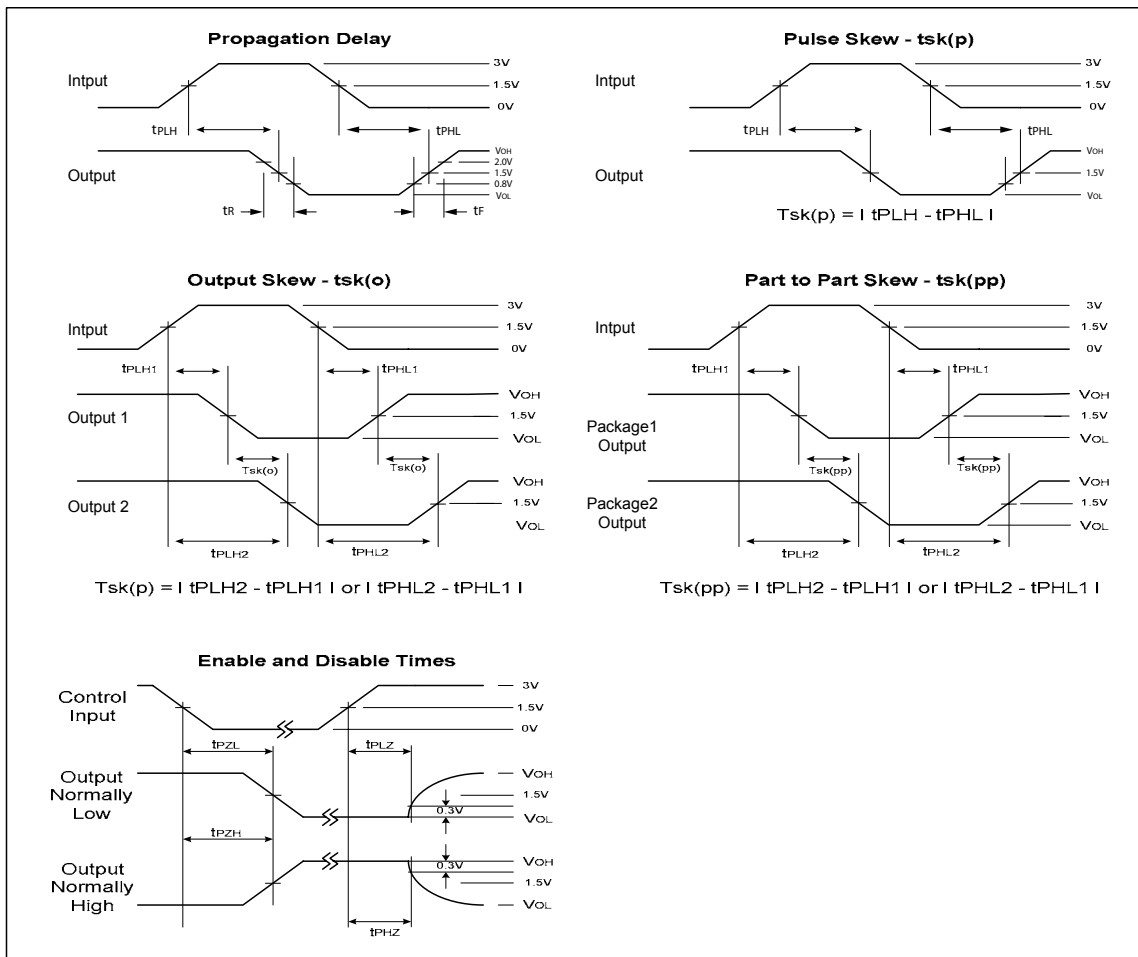 Propagation Delay
Intput
3V
1.5V
0V
tPLH
tPHL
Output
VOH
2.0V
1.5V
0.8V
VOL
tR
tF
Pulse Skew - tsk(p)
Intput
3V
1.5V
0V
tPLH
tPHL
Output
VOH
1.5V
VOL
Tsk(p) = I tPLH - tPHL I
Output Skew - tsk(o)
Intput
3V
1.5V
0V
tPLH1
tPHL1
Output 1
VOH
1.5V
VOL
Tsk(o)
Tsk(o)
Output 2
VOH
1.5V
VOL
tPLH2
tPHL2
Tsk(p) = I tPLH2 - tPLH1 I or I tPHL2 - tPHL1 I
Part to Part Skew - tsk(pp)
Intput
3V
1.5V
0V
tPLH1
tPHL1
Package1
Output
VOH
1.5V
VOL
Tsk(pp)
Tsk(pp)
Package2
Output
VOH
1.5V
VOL
tPLH2
tPHL2
Tsk(pp) = I tPLH2 - tPLH1 I or I tPHL2 - tPHL1 I
Enable and Disable Times
Control
Input
3V
1.5V
0V
tPZL
tPLZ
Output
Normally
Low
VOH
1.5V
0.3V
VOL
tPZH
Output
Normally
High
VOH
0.3V
1.5V
VOL
tPHZ